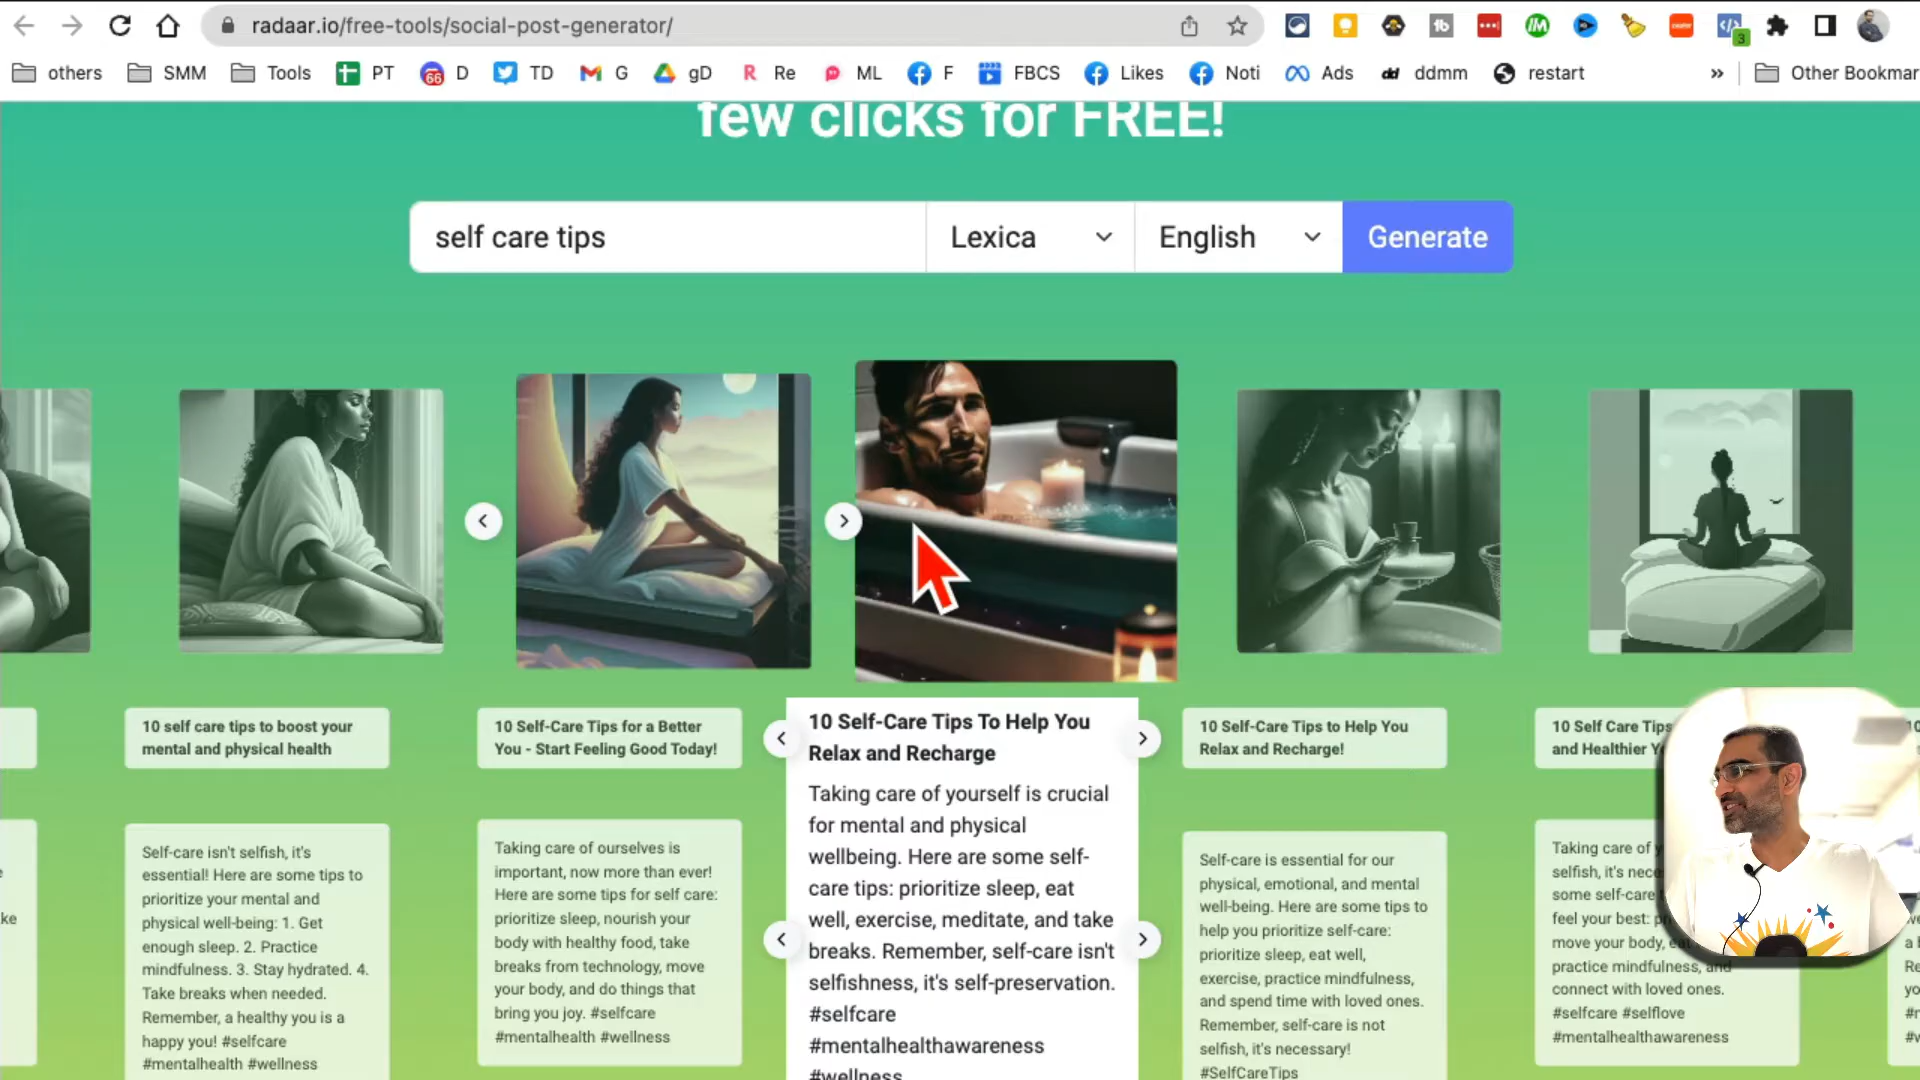 radaar.io/free-tools/social-post-generator/
3
others
SMM
Tools
PT
66
D
TD
G
gD
R
Re
ML
F
FBCS
Likes
Noti
Ads
dd
ddmm
restart
»
Other Bookmar
few clicks for FREE!
self care tips
Lexica
English
Generate
10 self care tips to boost your
mental and physical health
10 Self-Care Tips for a Better
You - Start Feeling Good Today!
10 Self-Care Tips To Help You
Relax and Recharge
10 Self-Care Tips to Help You
Relax and Recharge!
10 Self Care Tips
and Healthier
Self-care isn't selfish, it's
essential! Here are some tips to
prioritize your mental and
physical well-being: 1. Get
enough sleep. 2. Practice
mindfulness. 3. Stay hydrated. 4.
Take breaks when needed.
Remember, a healthy you is a
happy you! #selfcare
#mentalhealth #wellness
Taking care of ourselves is
important, now more than ever!
Here are some tips for self care:
prioritize sleep, nourish your
body with healthy food, take
breaks from technology, move
your body, and do things that
bring you joy. #selfcare
#mentalhealth #wellness
Taking care of yourself is crucial
for mental and physical
wellbeing. Here are some self-
care tips: prioritize sleep, eat
well, exercise, meditate, and take
breaks. Remember, self-care isn't
selfishness, it's self-preservation.
#selfcare
#mentalhealthawareness
#wellness
Self-care is essential for our
physical, emotional, and mental
well-being. Here are some tips to
help you prioritize self-care:
prioritize sleep, eat well,
exercise, practice mindfulness,
and spend time with loved ones.
Remember, self-care is not
selfish, it's necessary!
#SelfCareTips
Taking care of
selfish, it's
some self-care
feel your best:
move your body,
practice mindfulness, and
connect with loved ones.
#selfcare #selflove
#mentalhealthawareness